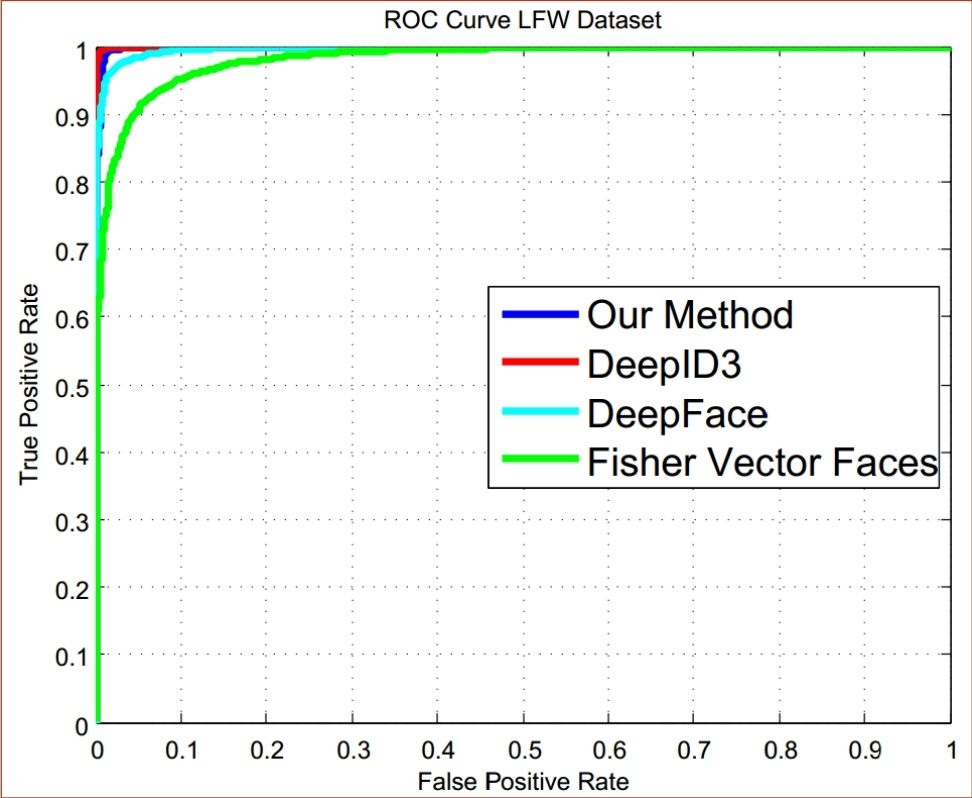 ROC Curve LFW Dataset
1
0.9
0.8
0.7
0.6
0.5
0.4
0.3
0.2
0.1
0
True Positive Rate
Our Method
DeepID3
DeepFace
Fisher Vector Faces
0 0.1 0.2 0.3 0.4 0.5 0.6 0.7 0.8 0.9 1
False Positive Rate